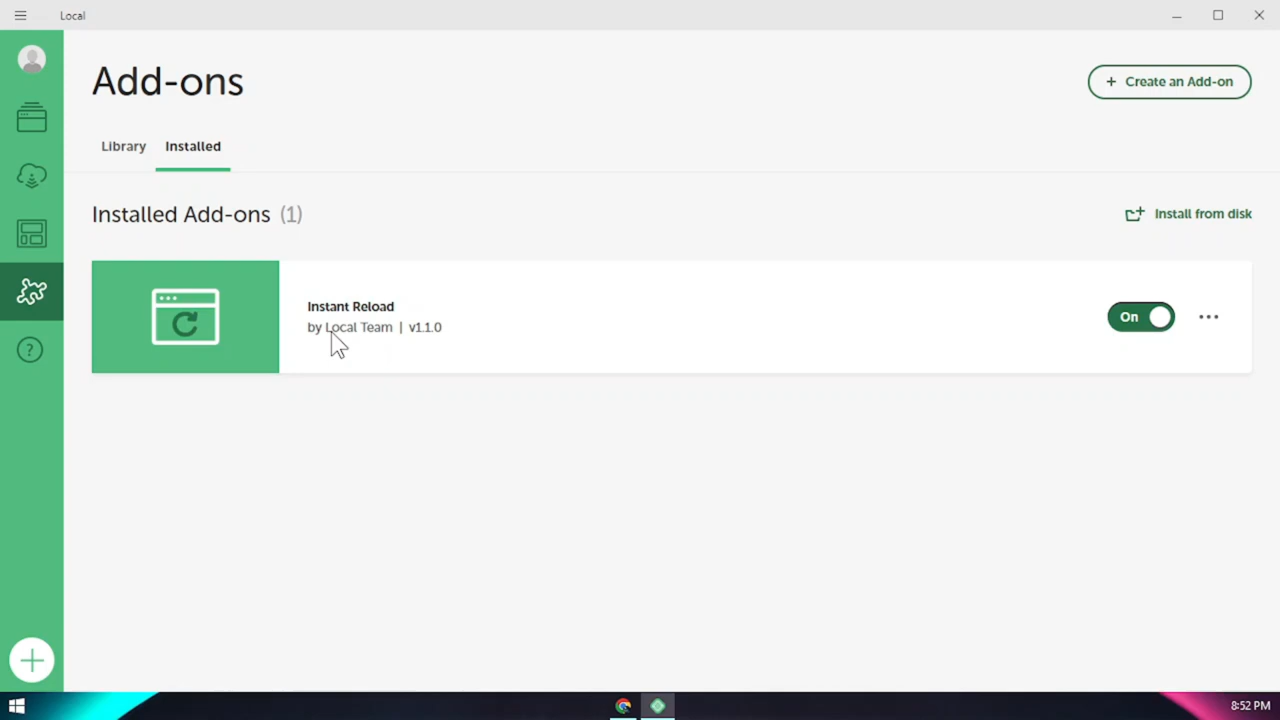 Local
Add-ons
+ Create an Add-on
Library Installed
Installed Add-ons (1)
Install from disk
Instant Reload
On
by Local Team | v1.1.0
?
8:52 PM